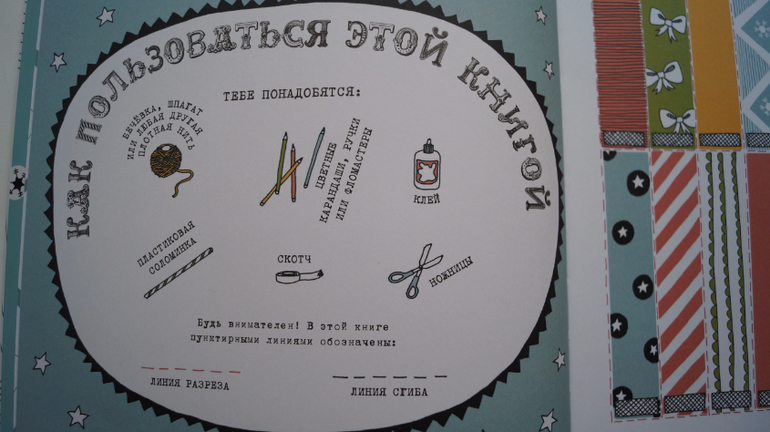 КАК ПОЛЬЗОВАТЬСЯ ЭТОЙ КНИГОЙ
ТЕБЕ ПОНАДОБЯТСЯ:
БЕЧЁВКА, ШПАГАТ
ИЛИ ЛЮБАЯ ДРУГАЯ
ПЛОТНАЯ НИТЬ
ЦВЕТНЫЕ
КАРАНДАШИ, РУЧКИ
ИЛИ ФЛОМАСТЕРЫ
КЛЕЙ
ПЛАСТИКОВАЯ
СОЛОМИНКА
СКОТЧ
НОЖНИЦЫ
Будь внимателен! В этой книге
пунктирными линиями обозначены:
ЛИНИЯ РАЗРЕЗА
ЛИНИЯ СГИБА